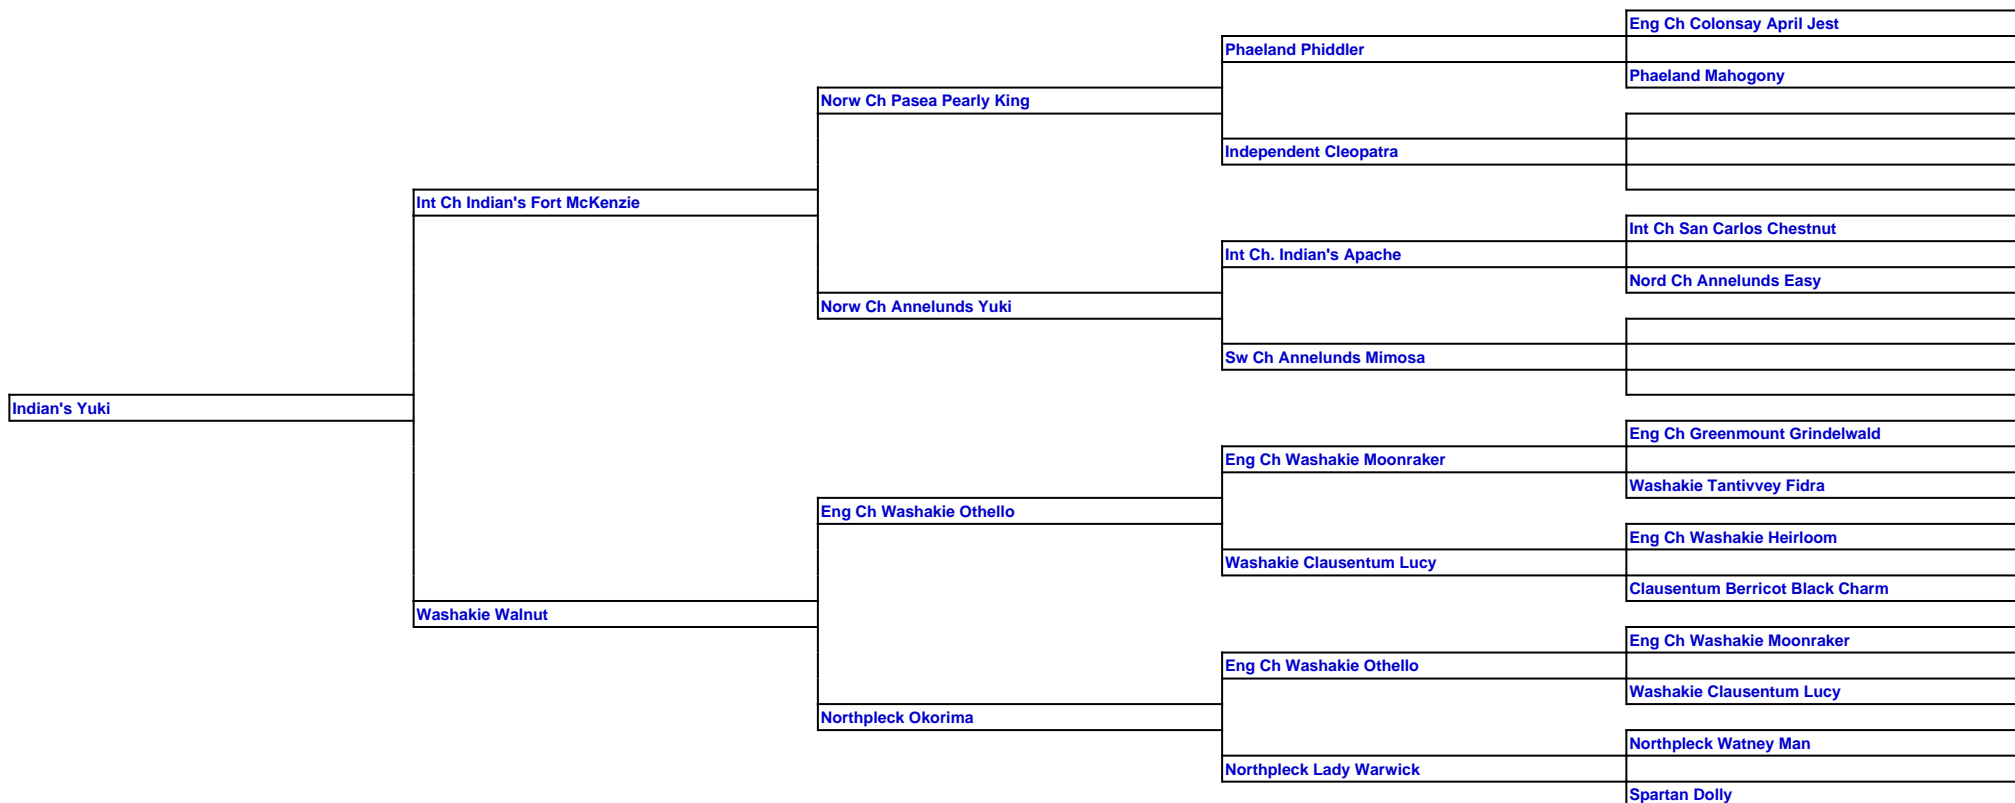 Eng Ch Colonsay April Jest
Phaeland Phiddler
Phaeland Mahogony
Norw Ch Pasea Pearly King
Independent Cleopatra
Int Ch Indian's Fort McKenzie
Int Ch San Carlos Chestnut
Int Ch. Indian's Apache
Nord Ch Annelunds Easy
Norw Ch Annelunds Yuki
Sw Ch Annelunds Mimosa
Indian's Yuki
Eng Ch Greenmount Grindelwald
Eng Ch Washakie Moonraker
Washakie Tantivvey Fidra
Eng Ch Washakie Othello
Eng Ch Washakie Heirloom
Washakie Clausentum Lucy
Clausentum Berricot Black Charm
Washakie Walnut
Eng Ch Washakie Moonraker
Eng Ch Washakie Othello
Washakie Clausentum Lucy
Northpleck Okorima
Northpleck Watney Man
Northpleck Lady Warwick
Spartan Dolly